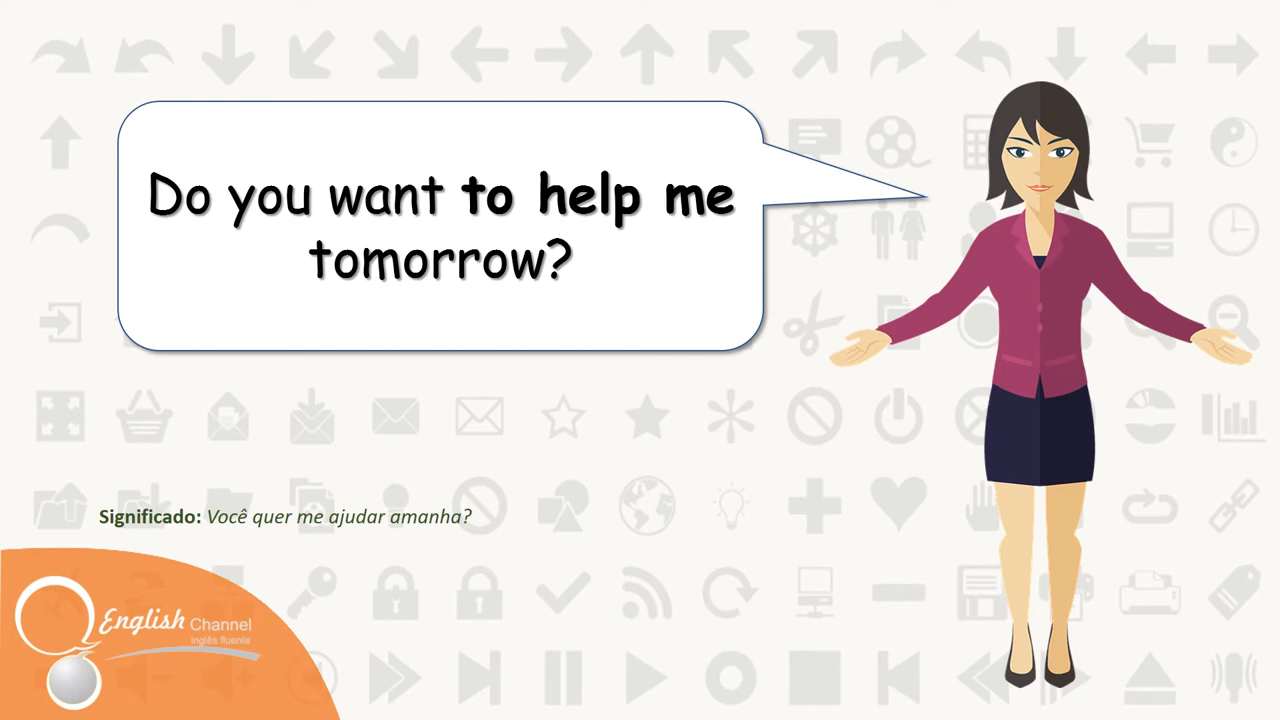 Do you want to help me
tomorrow?
Significado: Você quer me ajudar amanha?
English Channel
inglês fluente